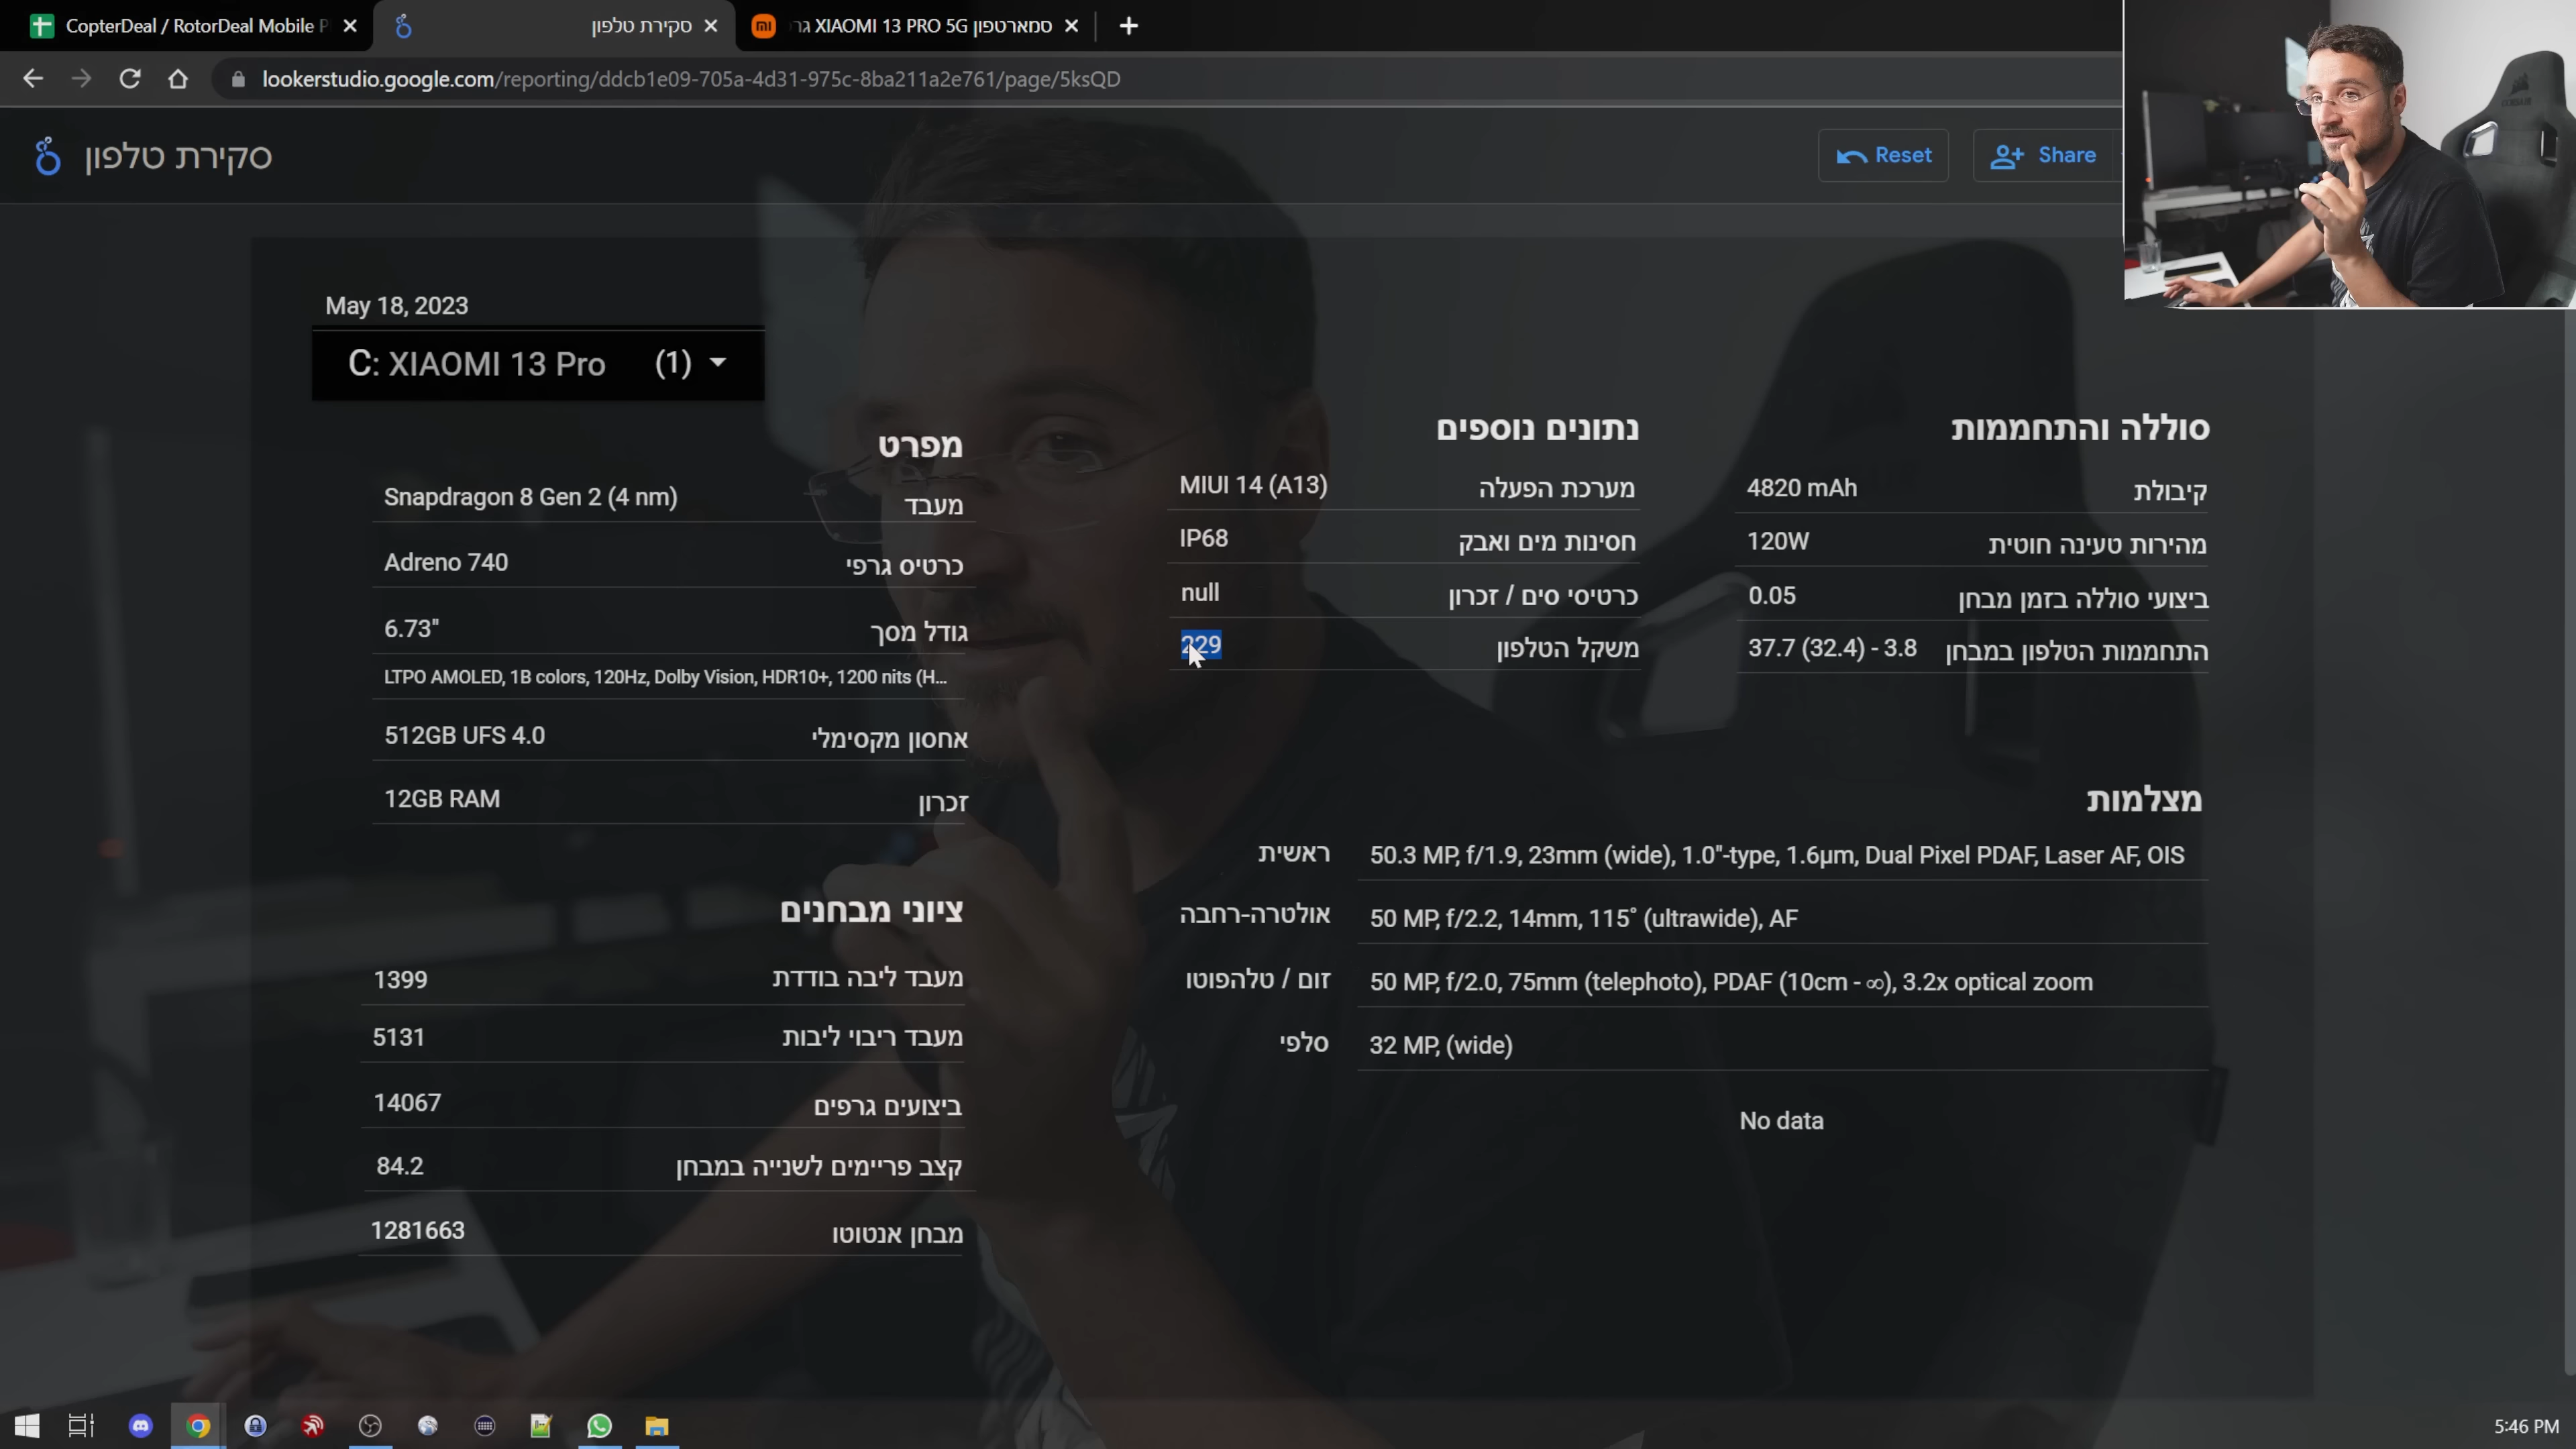 CopterDeal / RotorDeal Mobile P
סקירת טלפון
סמארטפון XIAOMI 13 PRO 5G גר
lookerstudio.google.com/reporting/ddcb1e09-705a-4d31-975c-8ba211a2e761/page/5ksQD
סקירת טלפון
Reset
Share
May 18, 2023
C: XIAOMI 13 Pro (1)
מפרט
Snapdragon 8 Gen 2 (4 nm) מעבד
Adreno 740 כרטיס גרפי
6.73" גודל מסך
LTPO AMOLED, 1B colors, 120Hz, Dolby Vision, HDR10+, 1200 nits (H...
512GB UFS 4.0 אחסון מקסימלי
12GB RAM זכרון
ציוני מבחנים
1399 מעבד ליבה בודדת
5131 מעבד ריבוי ליבות
14067 ביצועים גרפים
84.2 קצב פריימים לשנייה במבחן
1281663 מבחן אנטוטו
נתונים נוספים
MIUI 14 (A13) מערכת הפעלה
IP68 חסינות מים ואבק
null כרטיסי סים / זכרון
229 משקל הטלפון
סוללה והתחממות
4820 mAh קיבולת
120W מהירות טעינה חוטית
0.05 ביצועי סוללה בזמן מבחן
37.7 (32.4) - 3.8 התחממות הטלפון במבחן
מצלמות
ראשית 50.3 MP, f/1.9, 23mm (wide), 1.0"-type, 1.6µm, Dual Pixel PDAF, Laser AF, OIS
אולטרה-רחבה 50 MP, f/2.2, 14mm, 115˚ (ultrawide), AF
זום / טלהפוטו 50 MP, f/2.0, 75mm (telephoto), PDAF (10cm - ∞), 3.2x optical zoom
סלפי 32 MP, (wide)
No data
5:46 PM